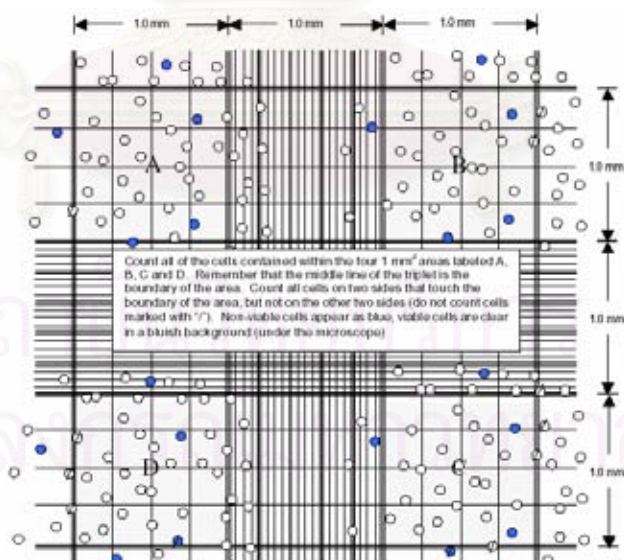 1.0 mm 1.0 mm 1.0 mm
A B
1.0 mm
Count all of the cells contained within the four 1 mm² areas labeled A,
B, C and D. Remember that the middle line of the triplet is the
boundary of the area. Count all cells on two sides that touch the
boundary of the area, but not on the other two sides (do not count cells
marked with "/"). Non-viable cells appear as blue, viable cells are clear
in a bluish background (under the microscope)
1.0 mm
D C
1.0 mm